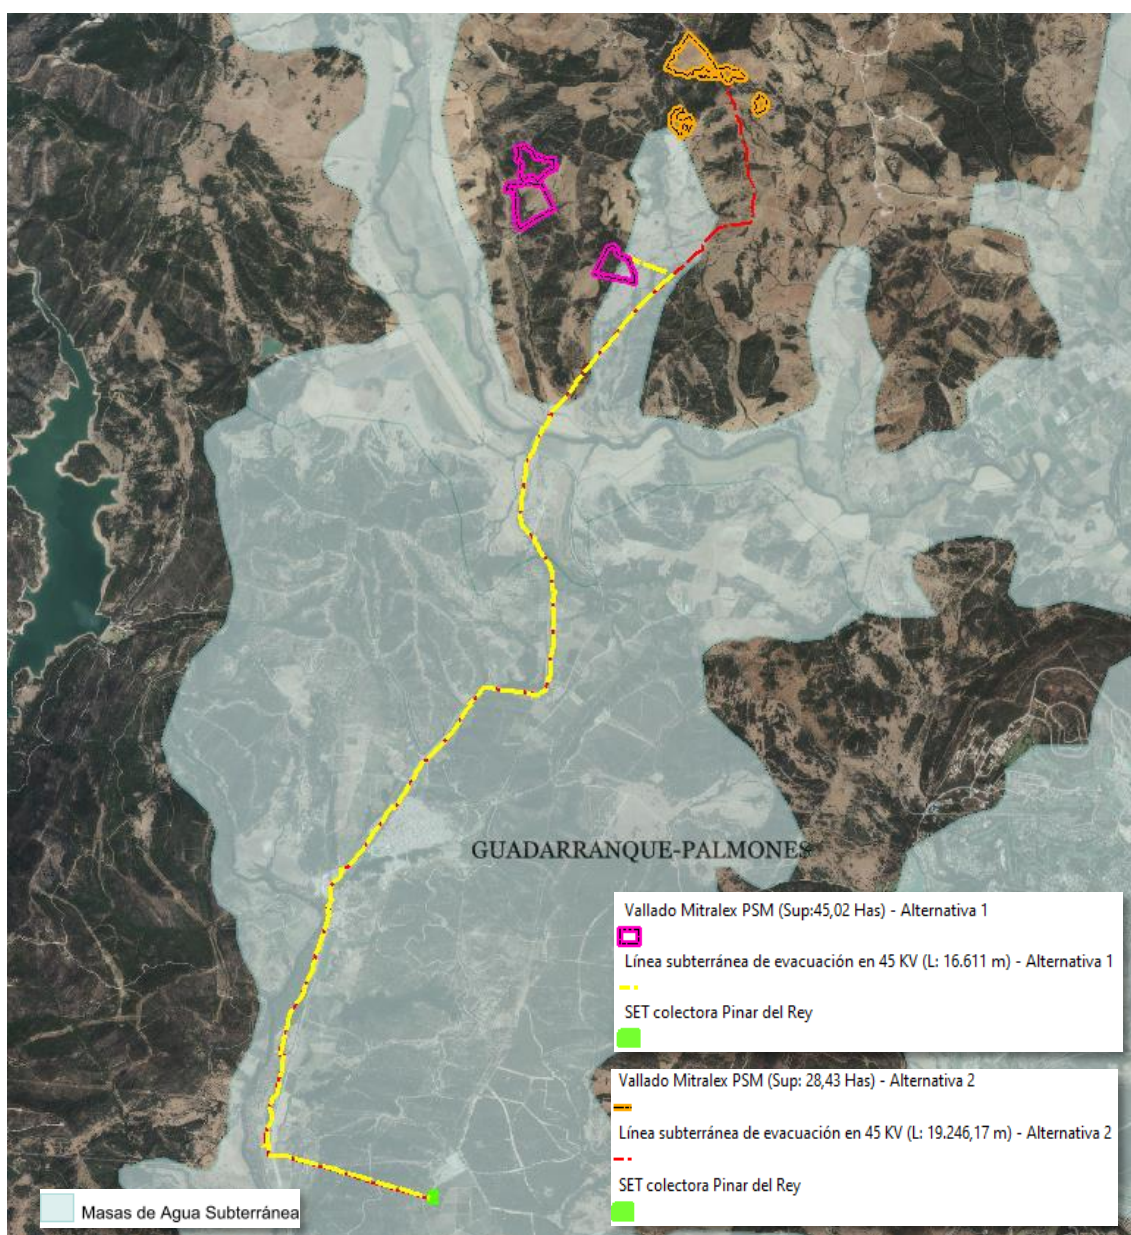 GUADARRANQUE-PALMONES
Vallado Mitralex PSM (Sup:45,02 Has) - Alternativa 1
Línea subterránea de evacuación en 45 KV (L: 16.611 m) - Alternativa 1
SET colectora Pinar del Rey
Vallado Mitralex PSM (Sup: 28,43 Has) - Alternativa 2
Línea subterránea de evacuación en 45 KV (L: 19.246,17 m) - Alternativa 2
SET colectora Pinar del Rey
Masas de Agua Subterránea